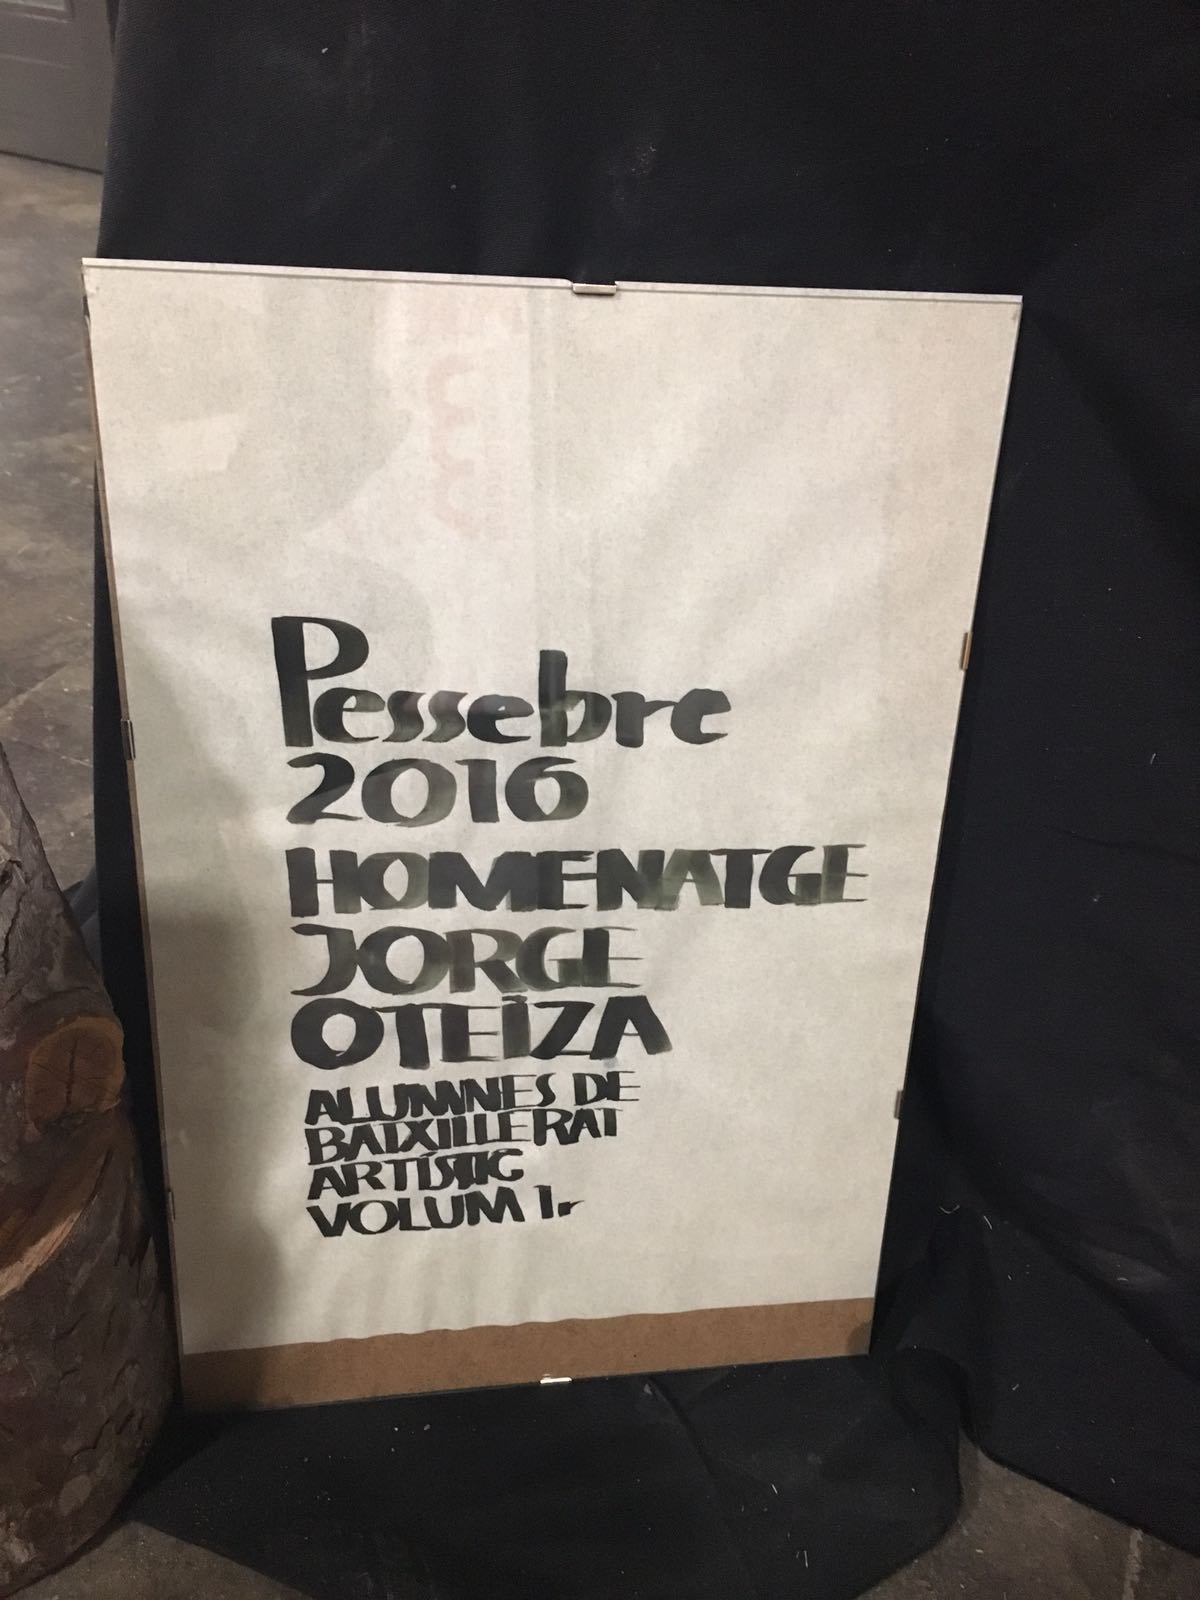 Pessebre
2016
HOMENATGE
JORGE
OTEIZA
ALUMNES DE
BATXILLERAT
ARTÍSTIC
VOLUM 1r